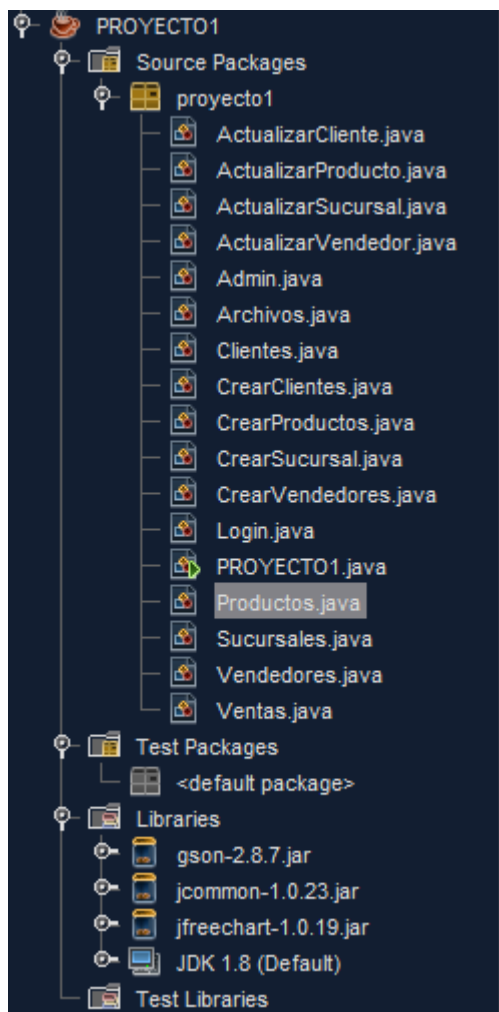 PROYECTO1
Source Packages
proyecto1
ActualizarCliente.java
ActualizarProducto.java
ActualizarSucursal.java
ActualizarVendedor.java
Admin.java
Archivos.java
Clientes.java
CrearClientes.java
CrearProductos.java
CrearSucursal.java
CrearVendedores.java
Login.java
PROYECTO1.java
Productos.java
Sucursales.java
Vendedores.java
Ventas.java
Test Packages
<default package>
Libraries
gson-2.8.7.jar
jcommon-1.0.23.jar
jfreechart-1.0.19.jar
JDK 1.8 (Default)
Test Libraries